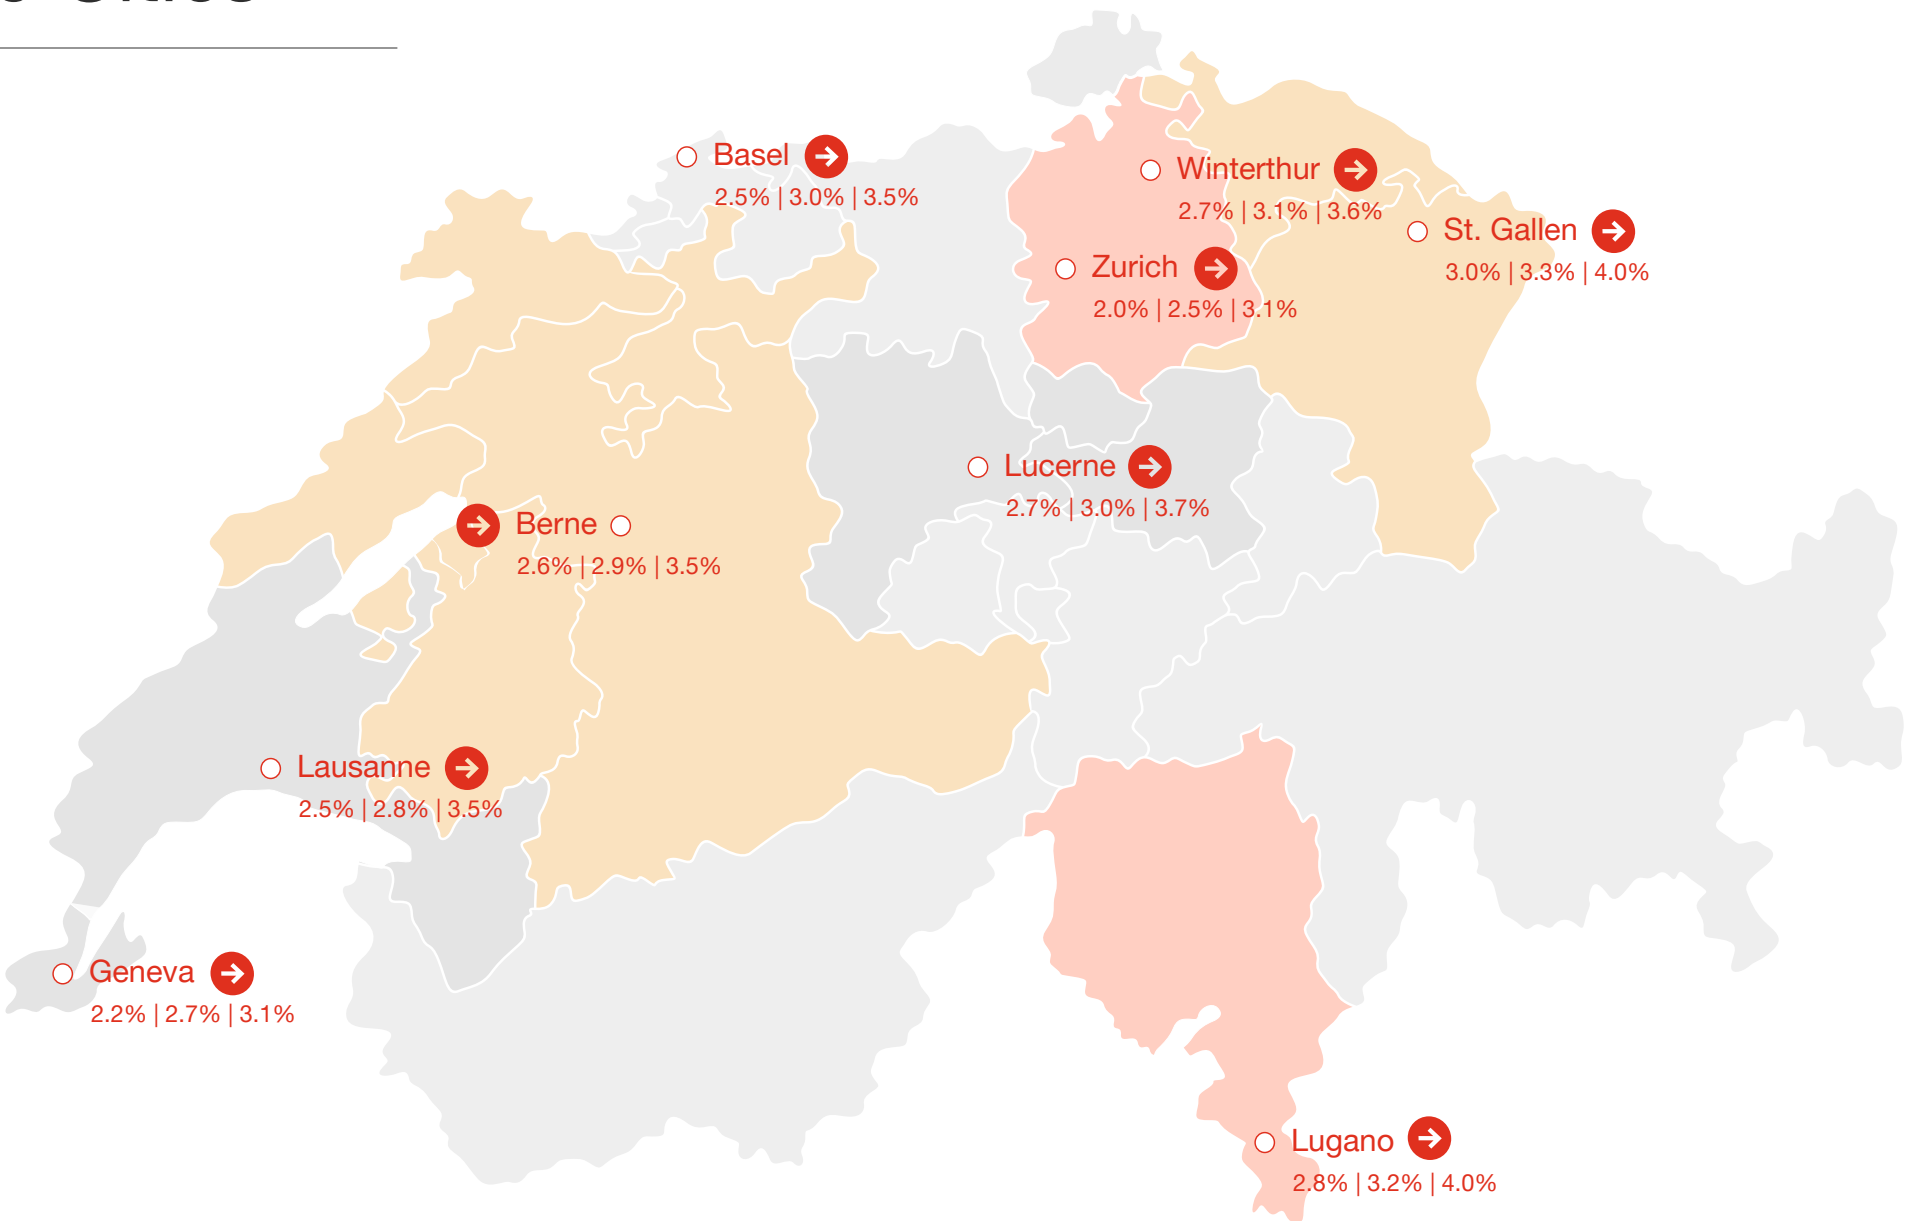 Basel
2.5% | 3.0% | 3.5%
Winterthur
2.7% | 3.1% | 3.6%
St. Gallen
3.0% | 3.3% | 4.0%
Zurich
2.0% | 2.5% | 3.1%
Lucerne
2.7% | 3.0% | 3.7%
Berne
2.6% | 2.9% | 3.5%
Lausanne
2.5% | 2.8% | 3.5%
Geneva
2.2% | 2.7% | 3.1%
Lugano
2.8% | 3.2% | 4.0%